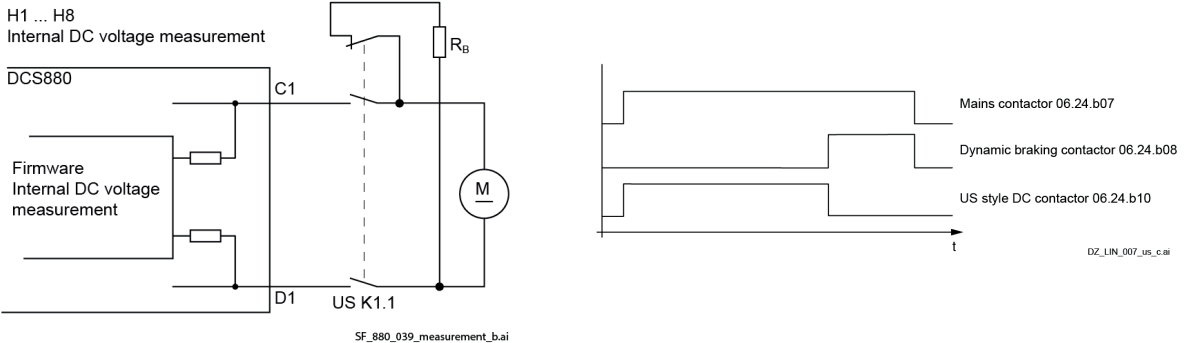 H1 ... H8
Internal DC voltage measurement
DCS880
C1
RB
Firmware
Internal DC voltage
measurement
M
D1
US K1.1
SF_880_039_measurement_b.ai
Mains contactor 06.24.b07
Dynamic braking contactor 06.24.b08
US style DC contactor 06.24.b10
t
DZ_LIN_007_us_c.ai